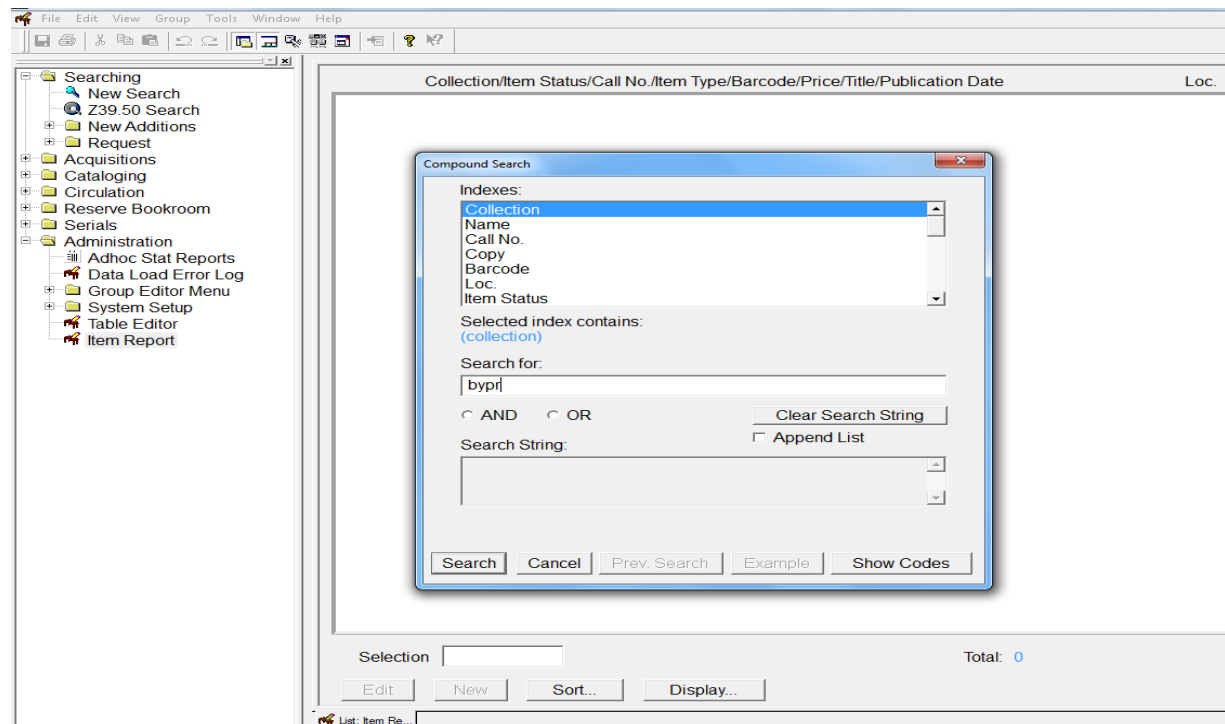 File Edit View Group Tools Window Help
Searching
New Search
Z39.50 Search
New Additions
Request
Acquisitions
Cataloging
Circulation
Reserve Bookroom
Serials
Administration
Adhoc Stat Reports
Data Load Error Log
Group Editor Menu
System Setup
Table Editor
Item Report
Collection/Item Status/Call No./Item Type/Barcode/Price/Title/Publication Date Loc.
Compound Search
Indexes:
Collection
Name
Call No.
Copy
Barcode
Loc.
Item Status
Selected index contains:
(collection)
Search for:
bypr
AND OR Clear Search String
Append List
Search String:
Search Cancel Prev. Search Example Show Codes
Selection Total: 0
Edit New Sort... Display...
List: Item Re...